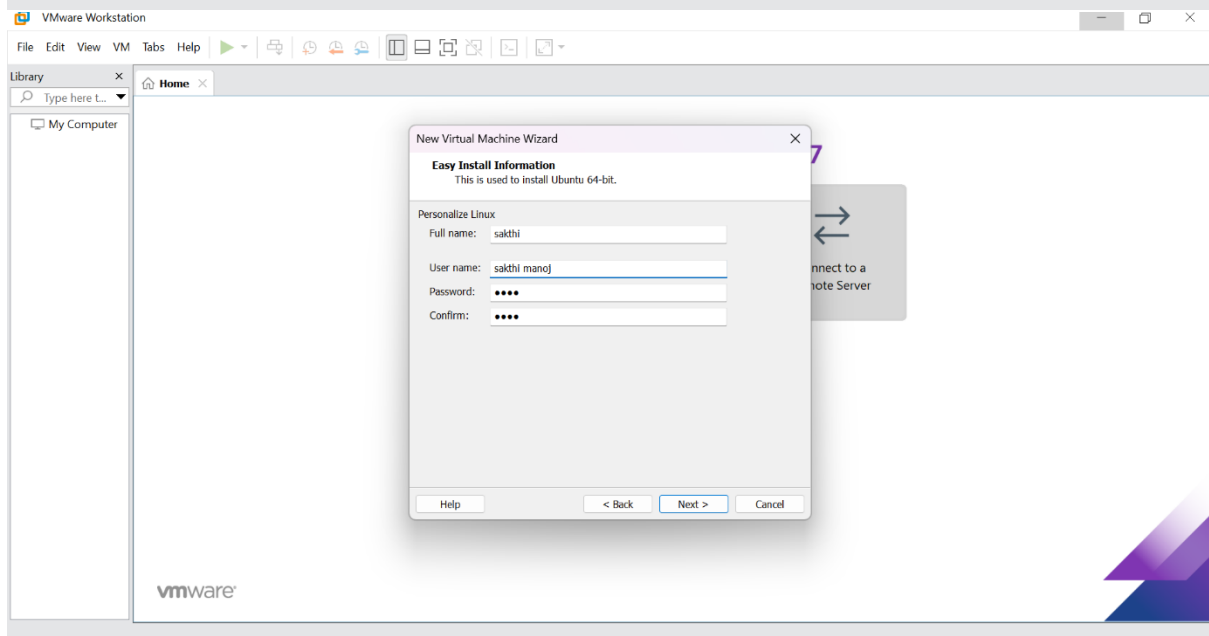 VMware Workstation
File Edit View VM Tabs Help
Library
Type here t...
Home
My Computer
New Virtual Machine Wizard
7
Easy Install Information
This is used to install Ubuntu 64-bit.
Personalize Linux
Full name: sakthi
User name: sakthi manoj
Password: ●●●●
Confirm: ●●●●
nnect to a
note Server
Help < Back Next > Cancel
vmware